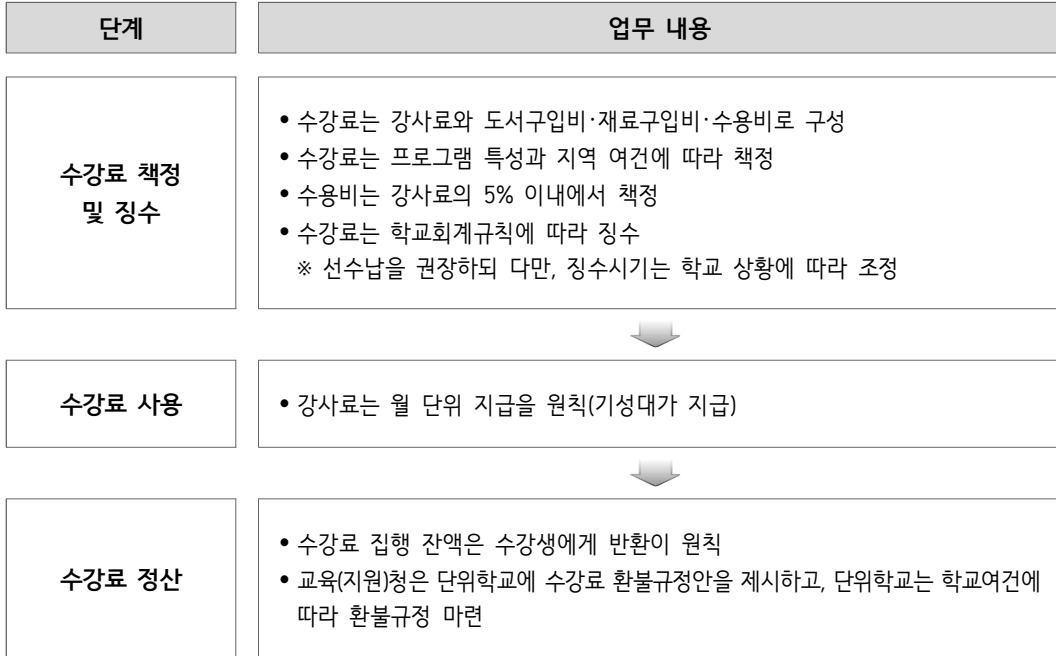 단계
업무 내용
수강료 책정
및 징수
• 수강료는 강사료와 도서구입비·재료구입비·수용비로 구성
• 수강료는 프로그램 특성과 지역 여건에 따라 책정
• 수용비는 강사료의 5% 이내에서 책정
• 수강료는 학교회계규칙에 따라 징수
※ 선수납을 권장하되 다만, 징수시기는 학교 상황에 따라 조정
수강료 사용
• 강사료는 월 단위 지급을 원칙(기성대가 지급)
수강료 정산
• 수강료 집행 잔액은 수강생에게 반환이 원칙
• 교육(지원)청은 단위학교에 수강료 환불규정안을 제시하고, 단위학교는 학교여건에
따라 환불규정 마련